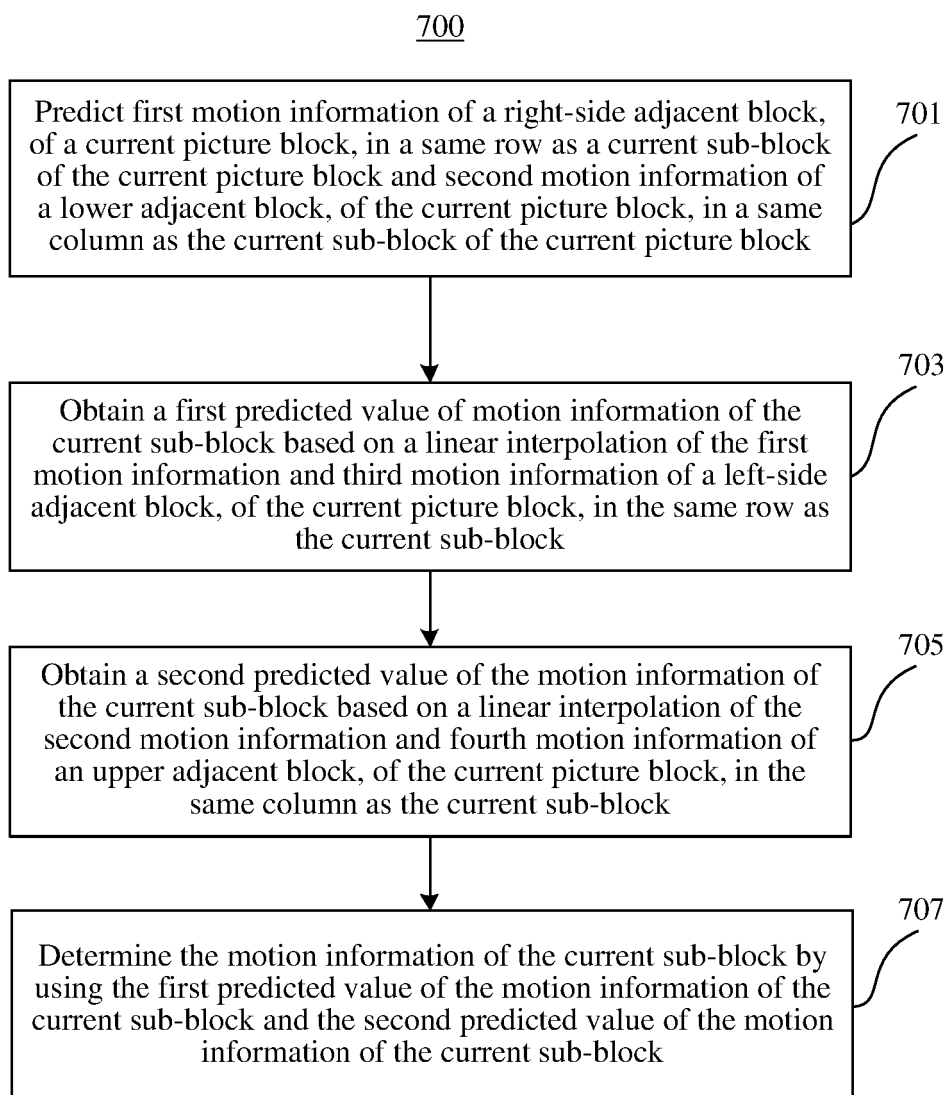 700
Predict first motion information of a right-side adjacent block,
of a current picture block, in a same row as a current sub-block
of the current picture block and second motion information of
a lower adjacent block, of the current picture block, in a same
column as the current sub-block of the current picture block
701
Obtain a first predicted value of motion information of the
current sub-block based on a linear interpolation of the first
motion information and third motion information of a left-side
adjacent block, of the current picture block, in the same row as
the current sub-block
703
Obtain a second predicted value of the motion information of
the current sub-block based on a linear interpolation of the
second motion information and fourth motion information of
an upper adjacent block, of the current picture block, in the
same column as the current sub-block
705
Determine the motion information of the current sub-block by
using the first predicted value of the motion information of the
current sub-block and the second predicted value of the motion
information of the current sub-block
707